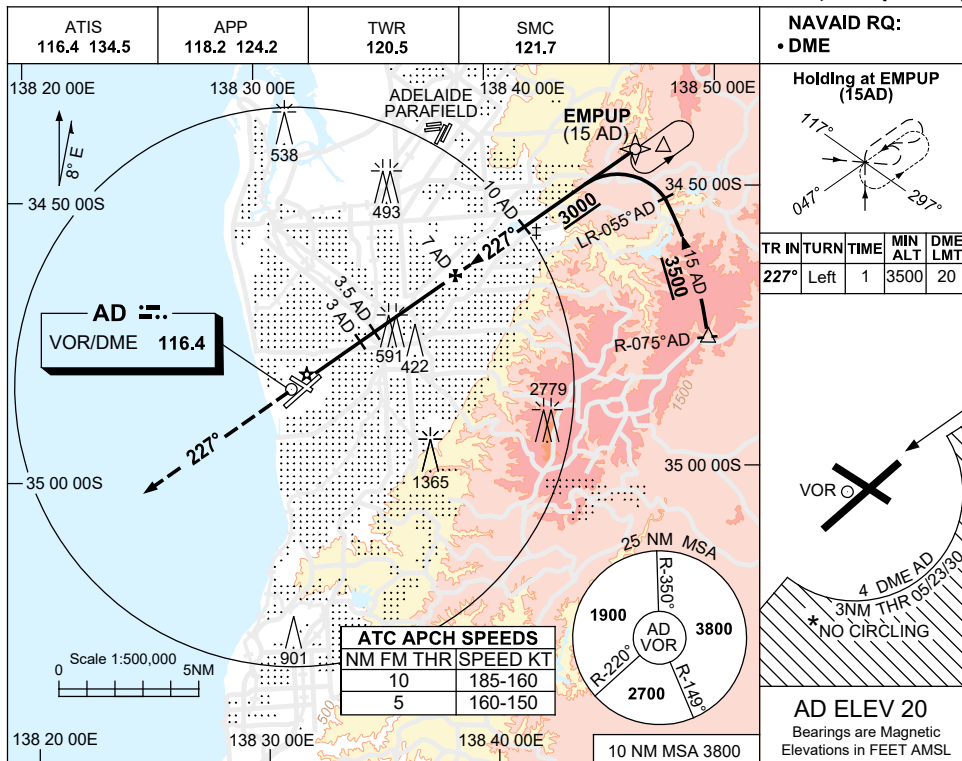 ATIS
116.4 134.5
APP
118.2 124.2
TWR
120.5
SMC
121.7
NAVAID RQ:
• DME
138 20 00E
138 30 00E
138 40 00E
138 50 00E
8° E
538
ADELAIDE
PARAFIELD
EMPUP
(15 AD)
493
34 50 00S
34 50 00S
10 AD
3000
LR-055°AD
227°
7 AD
15 AD
3500
3.5 AD
3 AD
AD
VOR/DME 116.4
591
422
R-075°AD
2779
1500
227°
1365
35 00 00S
35 00 00S
25 NM MSA
R-350°
1900
3800
AD
VOR
R-220°
R-149°
2700
901
Scale 1:500,000
0 5NM
ATC APCH SPEEDS
NM FM THR SPEED KT
10 185-160
5 160-150
500
138 20 00E
138 30 00E
138 40 00E
10 NM MSA 3800
Holding at EMPUP
(15AD)
117°
047°
297°
TR IN TURN TIME MIN ALT DME LMT
227° Left 1 3500 20
VOR
4 DME AD
3NM THR 05/23/30
*NO CIRCLING
AD ELEV 20
Bearings are Magnetic
Elevations in FEET AMSL